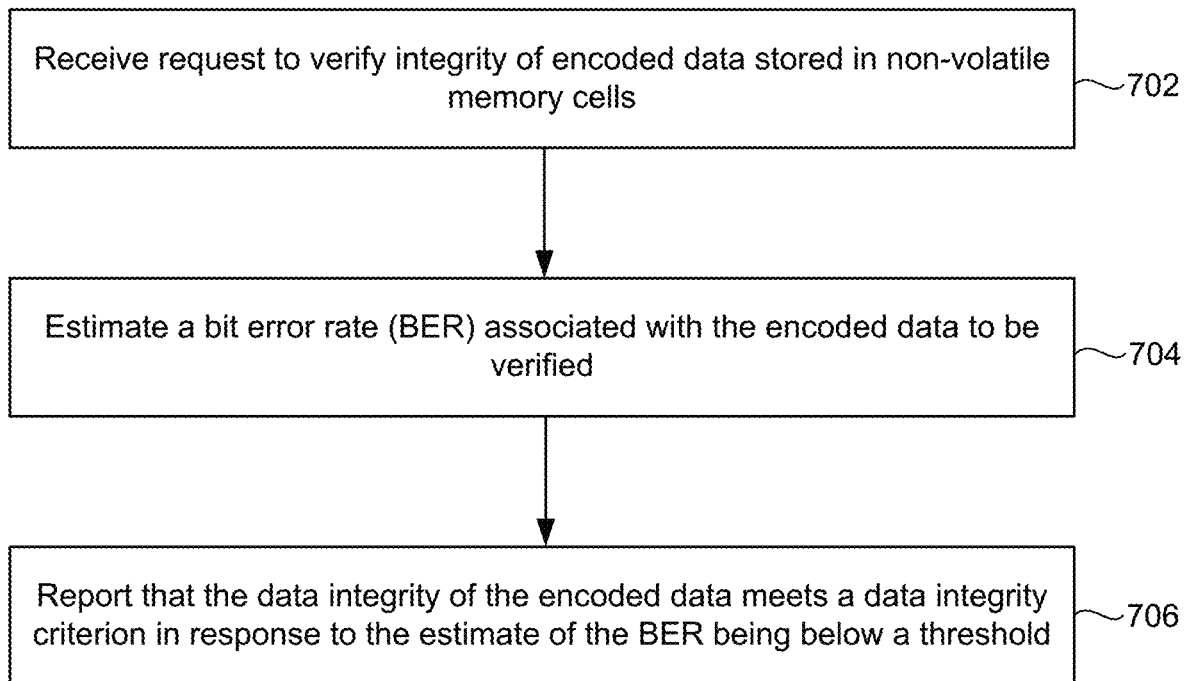 Receive request to verify integrity of encoded data stored in non-volatile
memory cells
702
Estimate a bit error rate (BER) associated with the encoded data to be
verified
704
Report that the data integrity of the encoded data meets a data integrity
criterion in response to the estimate of the BER being below a threshold
706